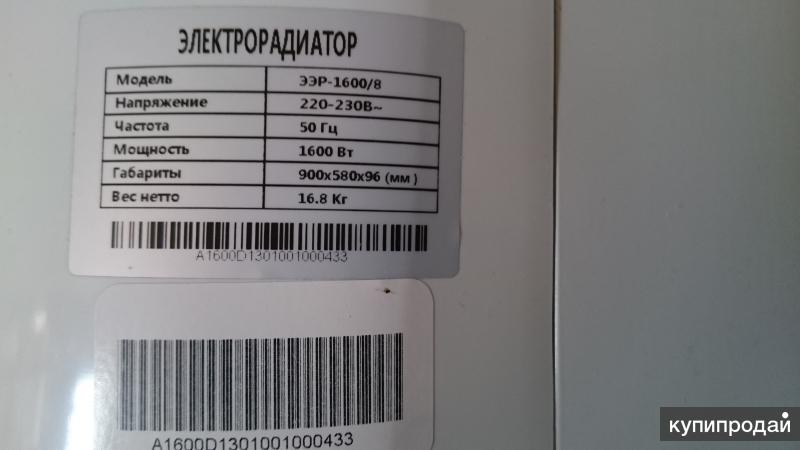 ЭЛЕКТРОРАДИАТОР
Модель ЭЭР-1600/8
Напряжение 220-230В~
Частота 50 Гц
Мощность 1600 Вт
Габариты 900х580х96 (мм )
Вес нетто 16.8 Кг
A1600D1301001000433
A1600D1301001000433
купипродай